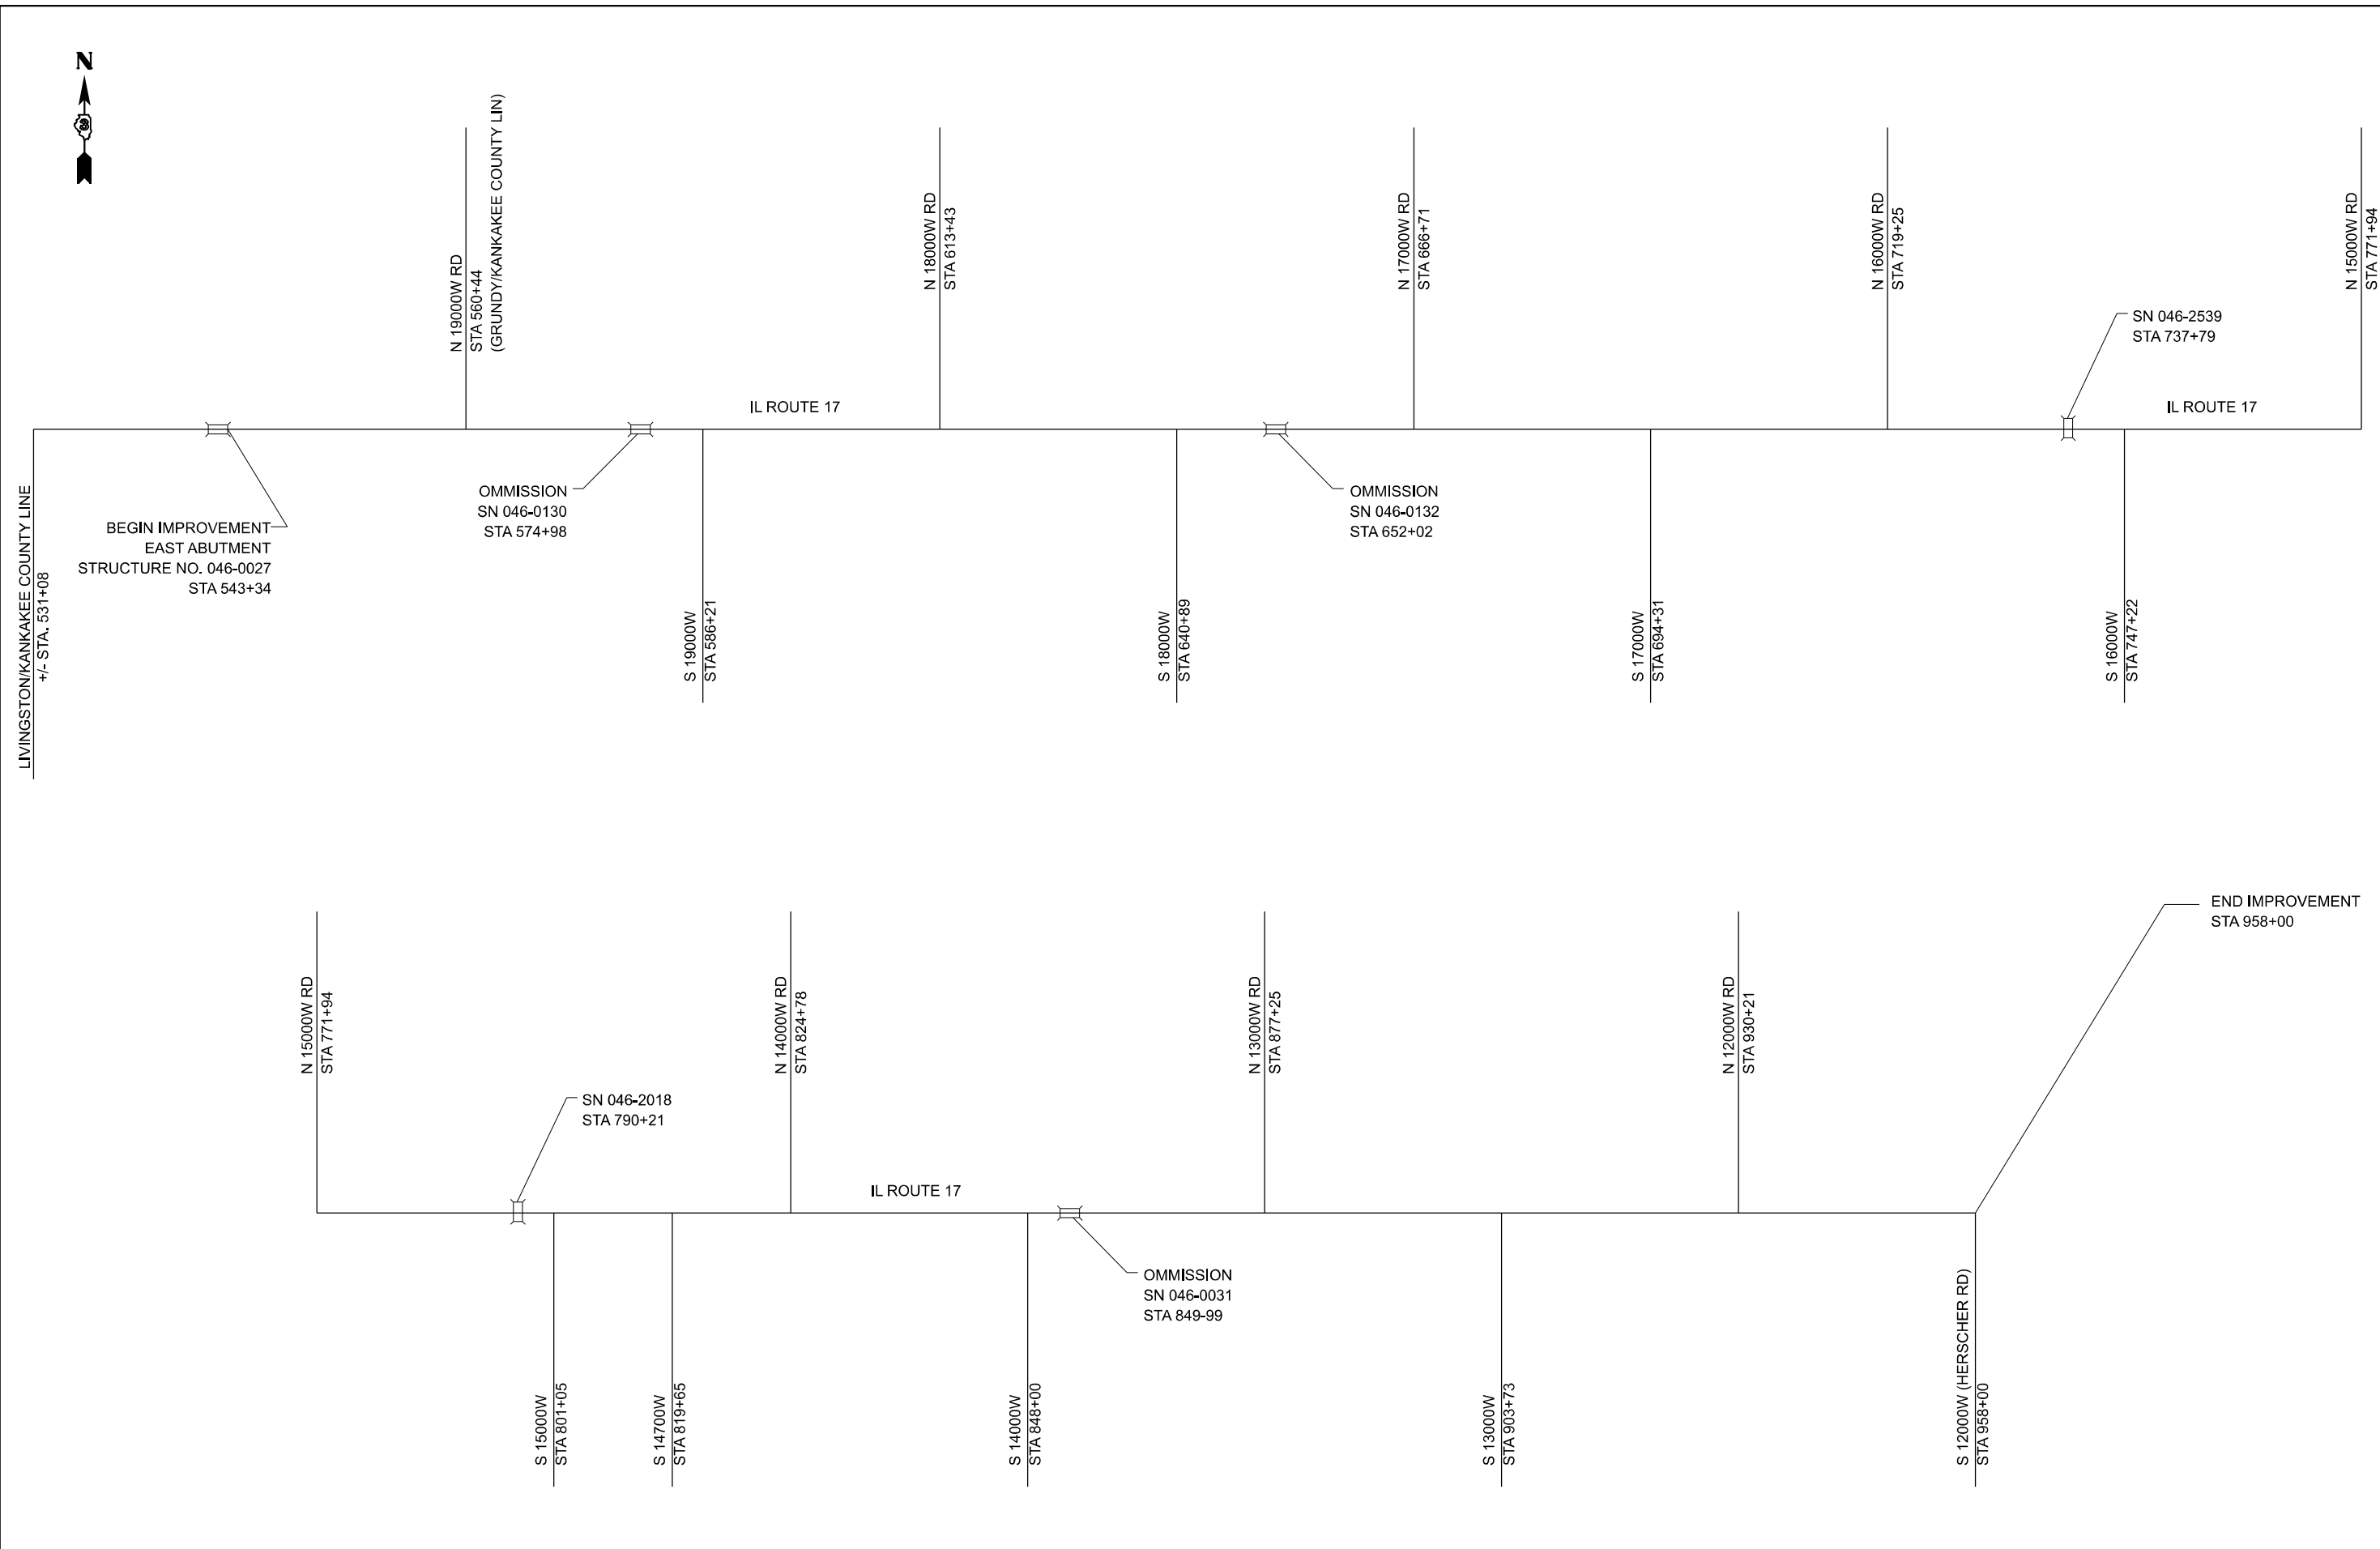 N
3
N 19000W RD
STA 560+44
(GRUNDY/KANKAKEE COUNTY LIN)
N 18000W RD
STA 613+43
N 17000W RD
STA 666+71
N 16000W RD
STA 719+25
N 15000W RD
STA 771+94
SN 046-2539
STA 737+79
IL ROUTE 17
IL ROUTE 17
LIVINGSTON/KANKAKEE COUNTY LINE
+/- STA. 531+08
BEGIN IMPROVEMENT
EAST ABUTMENT
STRUCTURE NO. 046-0027
STA 543+34
OMMISSION
SN 046-0130
STA 574+98
OMMISSION
SN 046-0132
STA 652+02
S 19000W
STA 586+21
S 18000W
STA 640+89
S 17000W
STA 694+31
S 16000W
STA 747+22
END IMPROVEMENT
STA 958+00
N 15000W RD
STA 771+94
N 14000W RD
STA 824+78
N 13000W RD
STA 877+25
N 12000W RD
STA 930+21
SN 046-2018
STA 790+21
IL ROUTE 17
OMMISSION
SN 046-0031
STA 849-99
S 15000W
STA 801+05
S 14700W
STA 819+65
S 14000W
STA 848+00
S 13000W
STA 903+73
S 12000W (HERSCHER RD)
STA 958+00